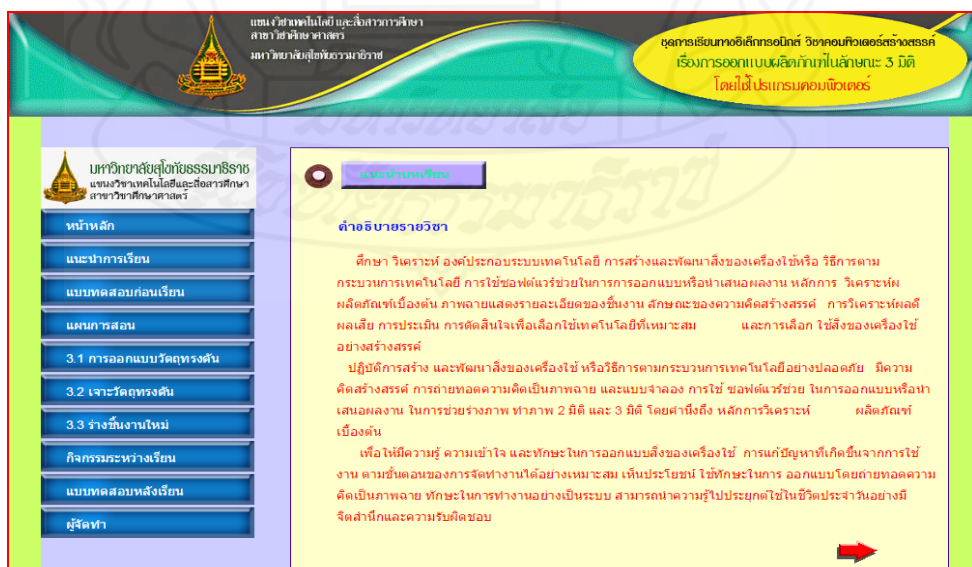 แขนงวิชาเทคโนโลยี และสื่อสารการศึกษา
สาขาวิชาศึกษาศาสตร์
มหาวิทยาลัยสุโขทัยธรรมาธิราช
ชุดการเรียนทางอิเล็กทรอนิกส์ วิชาคอมพิวเตอร์สร้างสรรค์
เรื่องการออกแบบผลิตภัณฑ์ในลักษณะ 3 มิติ
โดยใช้โปรแกรมคอมพิวเตอร์
มหาวิทยาลัยสุโขทัยธรรมาธิราช
แขนงวิชาเทคโนโลยีและสื่อสารศึกษา
สาขาวิชาศึกษาศาสตร์
หน้าหลัก
แนะนำการเรียน
แบบทดสอบก่อนเรียน
แผนการสอน
3.1 การออกแบบวัตถุทรงตัน
3.2 เจาะวัตถุทรงตัน
3.3 ร่างชิ้นงานใหม่
กิจกรรมระหว่างเรียน
แบบทดสอบหลังเรียน
ผู้จัดทำ
แนะนำบทเรียน
คำอธิบายรายวิชา
ศึกษา วิเคราะห์ องค์ประกอบระบบเทคโนโลยี การสร้างและพัฒนาสิ่งของเครื่องใช้หรือ วิธีการตาม
กระบวนการเทคโนโลยี การใช้ซอฟต์แวร์ช่วยในการการออกแบบหรือนำเสนอผลงาน หลักการ วิเคราะห์ผ
ผลิตภัณฑ์เบื้องต้น ภาพฉายแสดงรายละเอียดของชิ้นงาน ลักษณะของความคิดสร้างสรรค์ การวิเคราะห์ผลดี
ผลเสีย การประเมิน การตัดสินใจเพื่อเลือกใช้เทคโนโลยีที่เหมาะสม และการเลือก ใช้สิ่งของเครื่องใช้
อย่างสร้างสรรค์
ปฏิบัติการสร้าง และพัฒนาสิ่งของเครื่องใช้ หรือวิธีการตามกระบวนการเทคโนโลยีอย่างปลอดภัย มีความ
คิดสร้างสรรค์ การถ่ายทอดความคิดเป็นภาพฉาย และแบบจำลอง การใช้ ซอฟต์แวร์ช่วย ในการออกแบบหรือนำ
เสนอผลงาน ในการช่วยร่างภาพ ทำภาพ 2 มิติ และ 3 มิติ โดยคำนึงถึง หลักการวิเคราะห์ ผลิตภัณฑ์
เบื้องต้น
เพื่อให้มีความรู้ ความเข้าใจ และทักษะในการออกแบบสิ่งของเครื่องใช้ การแก้ปัญหาที่เกิดขึ้นจากการใช้
งาน ตามขั้นตอนของการจัดทำงานได้อย่างเหมาะสม เห็นประโยชน์ ใช้ทักษะในการ ออกแบบโดยถ่ายทอดความ
คิดเป็นภาพฉาย ทักษะในการทำงานอย่างเป็นระบบ สามารถนำความรู้ไปประยุกต์ใช้ในชีวิตประจำวันอย่างมี
จิตสำนึกและความรับผิดชอบ